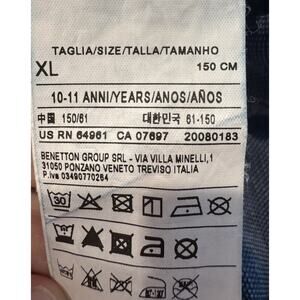 TAGLIA/SIZE/TALLA/TAMANHO
XL 150 CM
10-11 ANNI/YEARS/ANOS/AÑOS
中国 150/61 대한민국 61-150
US RN 64961 CA 07697 20080183
BENETTON GROUP SRL - VIA VILLA MINELLI,1
31050 PONZANO VENETO TREVISO ITALIA
P.iva 03490770264
30